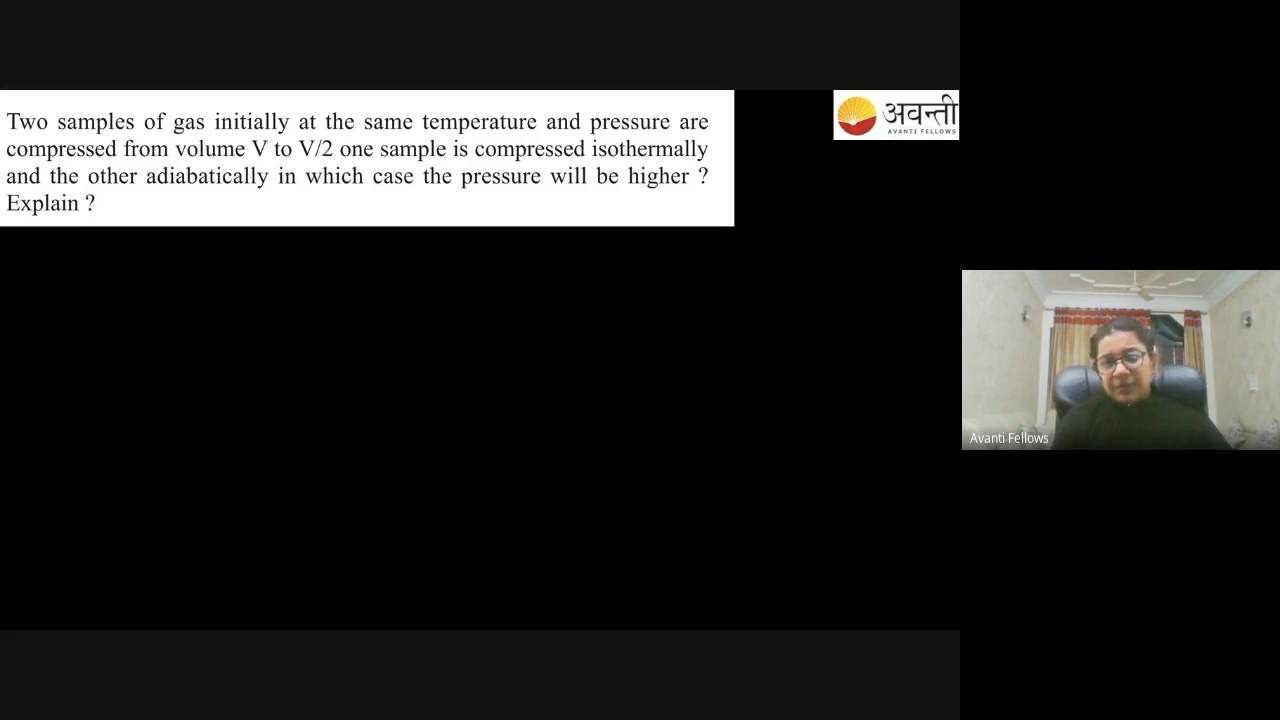 Two samples of gas initially at the same temperature and pressure are
compressed from volume V to V/2 one sample is compressed isothermally
and the other adiabatically in which case the pressure will be higher ?
Explain ?
अवन्ती
AVANTI FELLOWS
Avanti Fellows